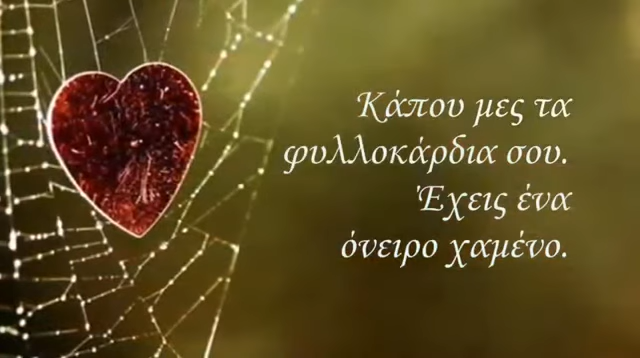 Κάπου μες τα
φυλλοκάρδια σου.
Έχεις ένα
όνειρο χαμένο.